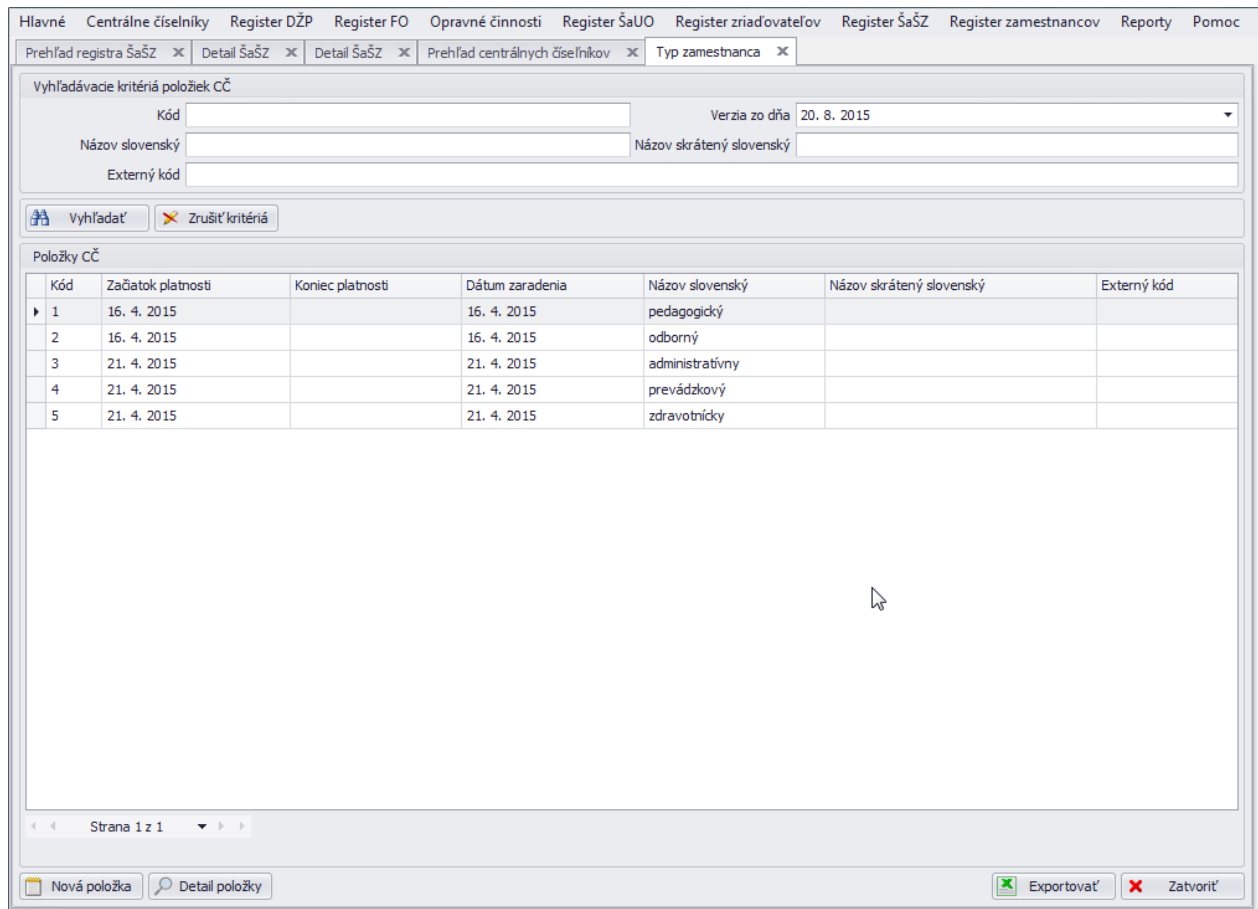 Hlavné Centrálne číselníky Register DŽP Register FO Opravné činnosti Register ŠaUO Register zriaďovateľov Register ŠaŠZ Register zamestnancov Reporty Pomoc
Prehľad registra ŠaŠZ Detail ŠaŠZ Detail ŠaŠZ Prehľad centrálnych číselníkov Typ zamestnanca
Vyhľadávacie kritériá položiek CČ
Kód Verzia zo dňa 20. 8. 2015
Názov slovenský Názov skrátený slovenský
Externý kód
Vyhľadať Zrušiť kritériá
Položky CČ
Kód Začiatok platnosti Koniec platnosti Dátum zaradenia Názov slovenský Názov skrátený slovenský Externý kód
1 16. 4. 2015 16. 4. 2015 pedagogický
2 16. 4. 2015 16. 4. 2015 odborný
3 21. 4. 2015 21. 4. 2015 administratívny
4 21. 4. 2015 21. 4. 2015 prevádzkový
5 21. 4. 2015 21. 4. 2015 zdravotnícky
Strana 1 z 1
Nová položka Detail položky Exportovať Zatvoriť